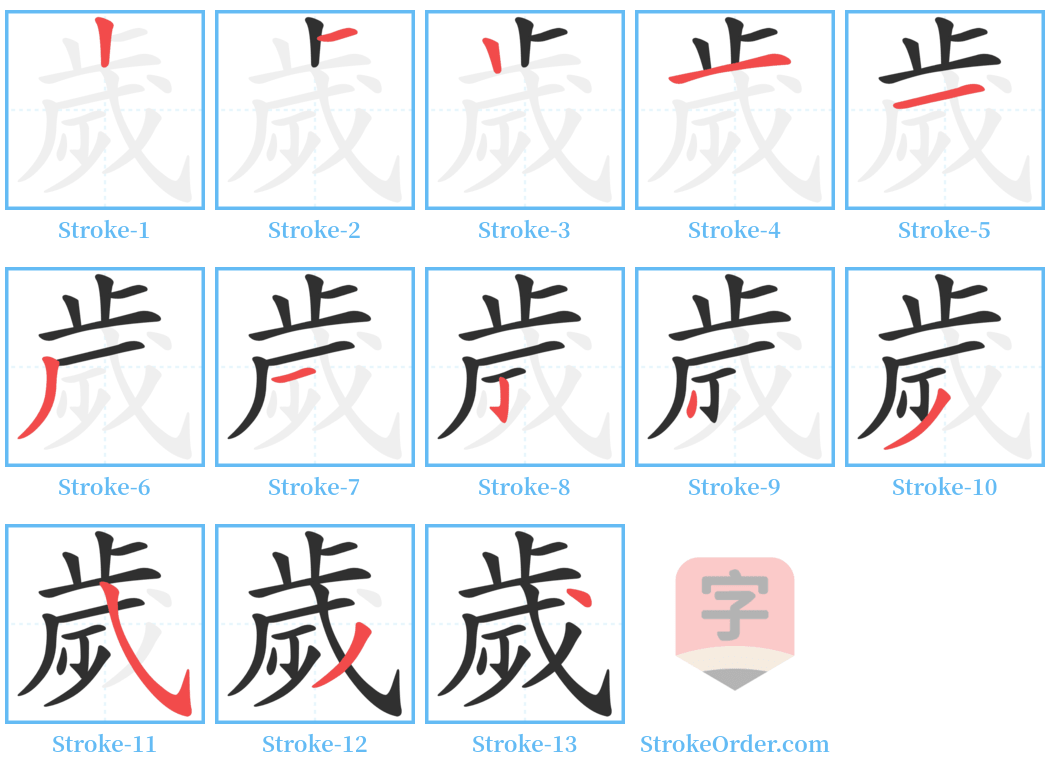 Stroke-1 Stroke-2 Stroke-3 Stroke-4 Stroke-5
Stroke-6 Stroke-7 Stroke-8 Stroke-9 Stroke-10
歲 字
Stroke-11 Stroke-12 Stroke-13 StrokeOrder.com